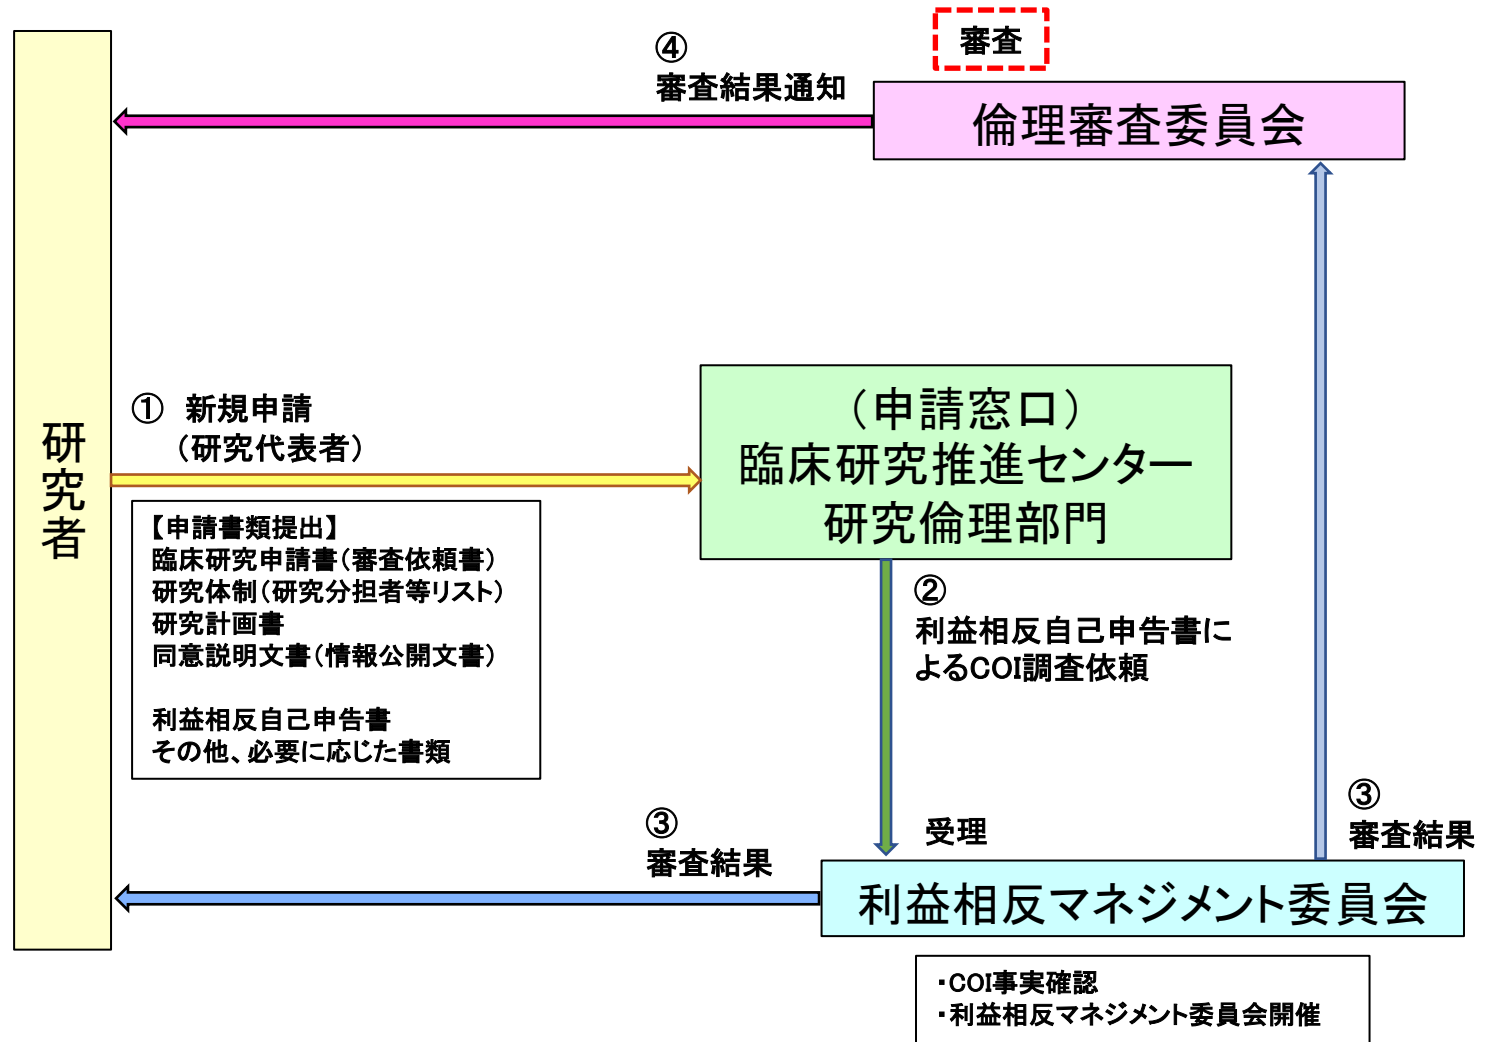 審査
④
審査結果通知
倫理審査委員会
研究者
① 新規申請
（研究代表者）
（申請窓口）
臨床研究推進センター
研究倫理部門
【申請書類提出】
臨床研究申請書（審査依頼書）
研究体制（研究分担者等リスト）
研究計画書
同意説明文書（情報公開文書）
利益相反自己申告書
その他、必要に応じた書類
②
利益相反自己申告書に
よるCOI調査依頼
受理
③
審査結果
③
審査結果
利益相反マネジメント委員会
・COI事実確認
・利益相反マネジメント委員会開催